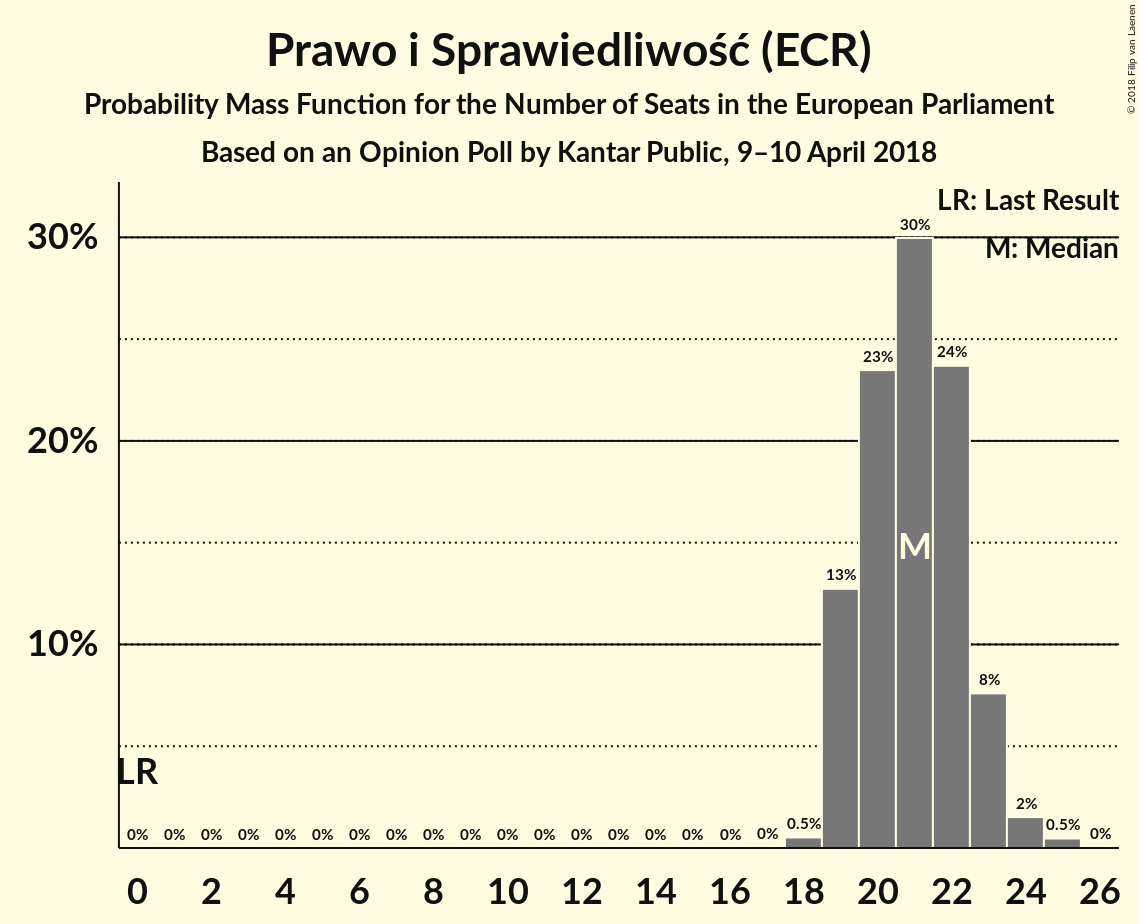 Prawo i Sprawiedliwość (ECR)
Probability Mass Function for the Number of Seats in the European Parliament
Based on an Opinion Poll by Kantar Public, 9–10 April 2018
© 2018 Filip van Laenen
LR: Last Result
M: Median
30%
20%
10%
30%
23%
24%
M
13%
8%
LR
0% 0% 0% 0% 0% 0% 0% 0% 0% 0% 0% 0% 0% 0% 0% 0% 0% 0% 0.5% 2% 0.5% 0%
0 2 4 6 8 10 12 14 16 18 20 22 24 26